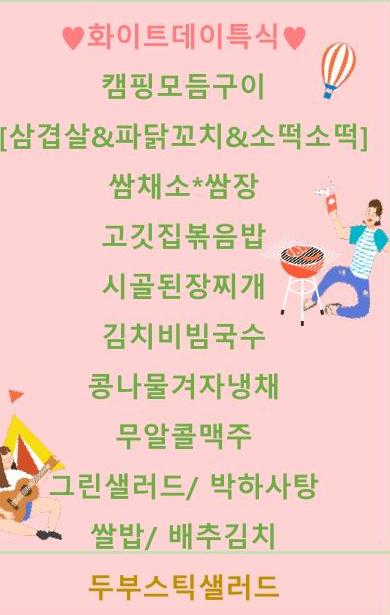 ♥화이트데이특식♥
캠핑모듬구이
[삼겹살&파닭꼬치&소떡소떡]
쌈채소*쌈장
고깃집볶음밥
시골된장찌개
김치비빔국수
콩나물겨자냉채
무알콜맥주
그린샐러드/ 박하사탕
쌀밥/ 배추김치
두부스틱샐러드